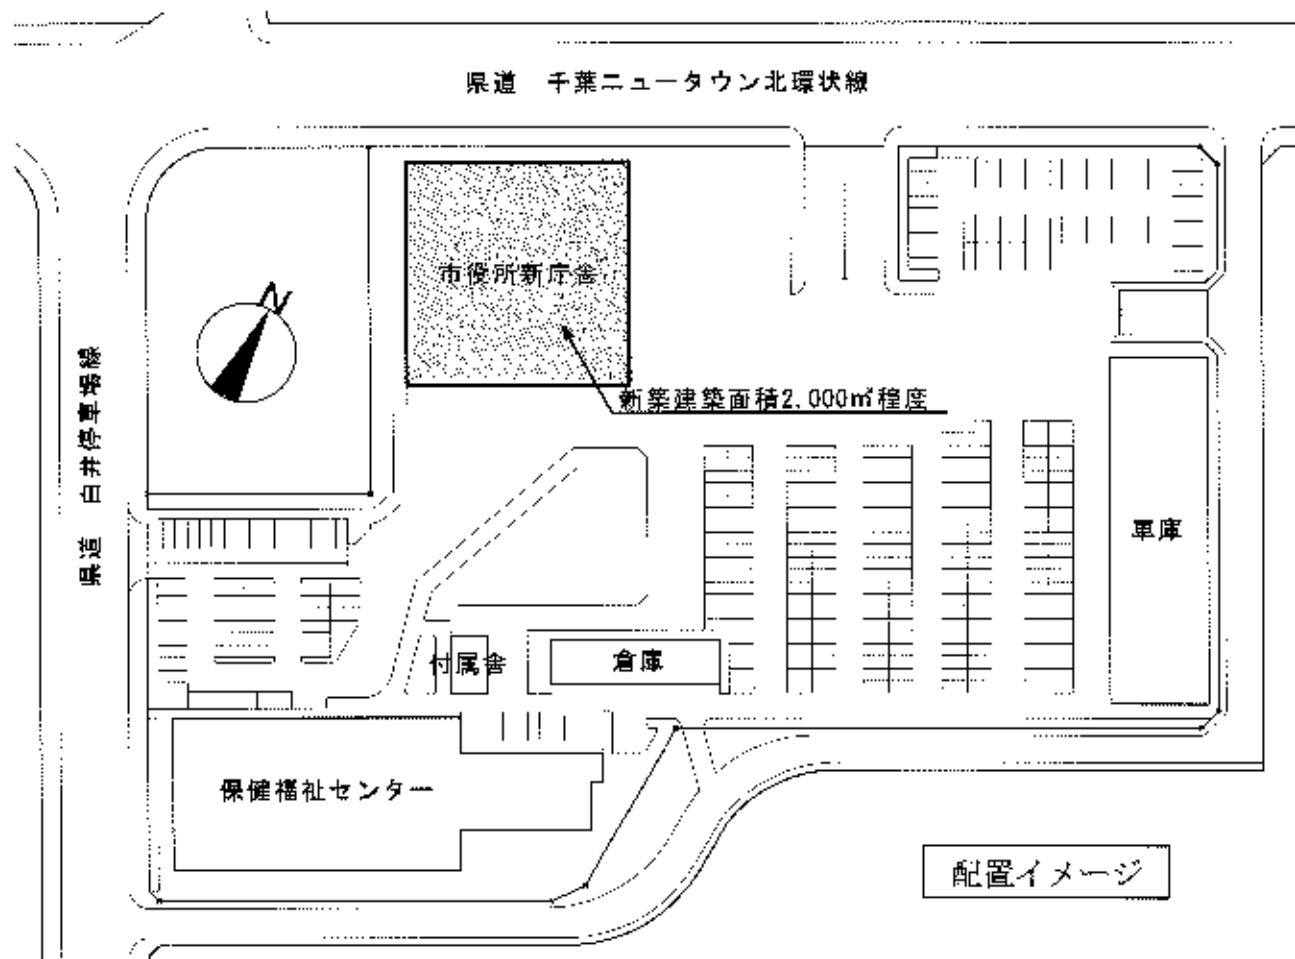 県道　千葉ニュータウン北環状線
N
市役所新庁舎
新築建築面積2,000㎡程度
県道　白井停車場線
車庫
付属舎
倉庫
保健福祉センター
配置イメージ